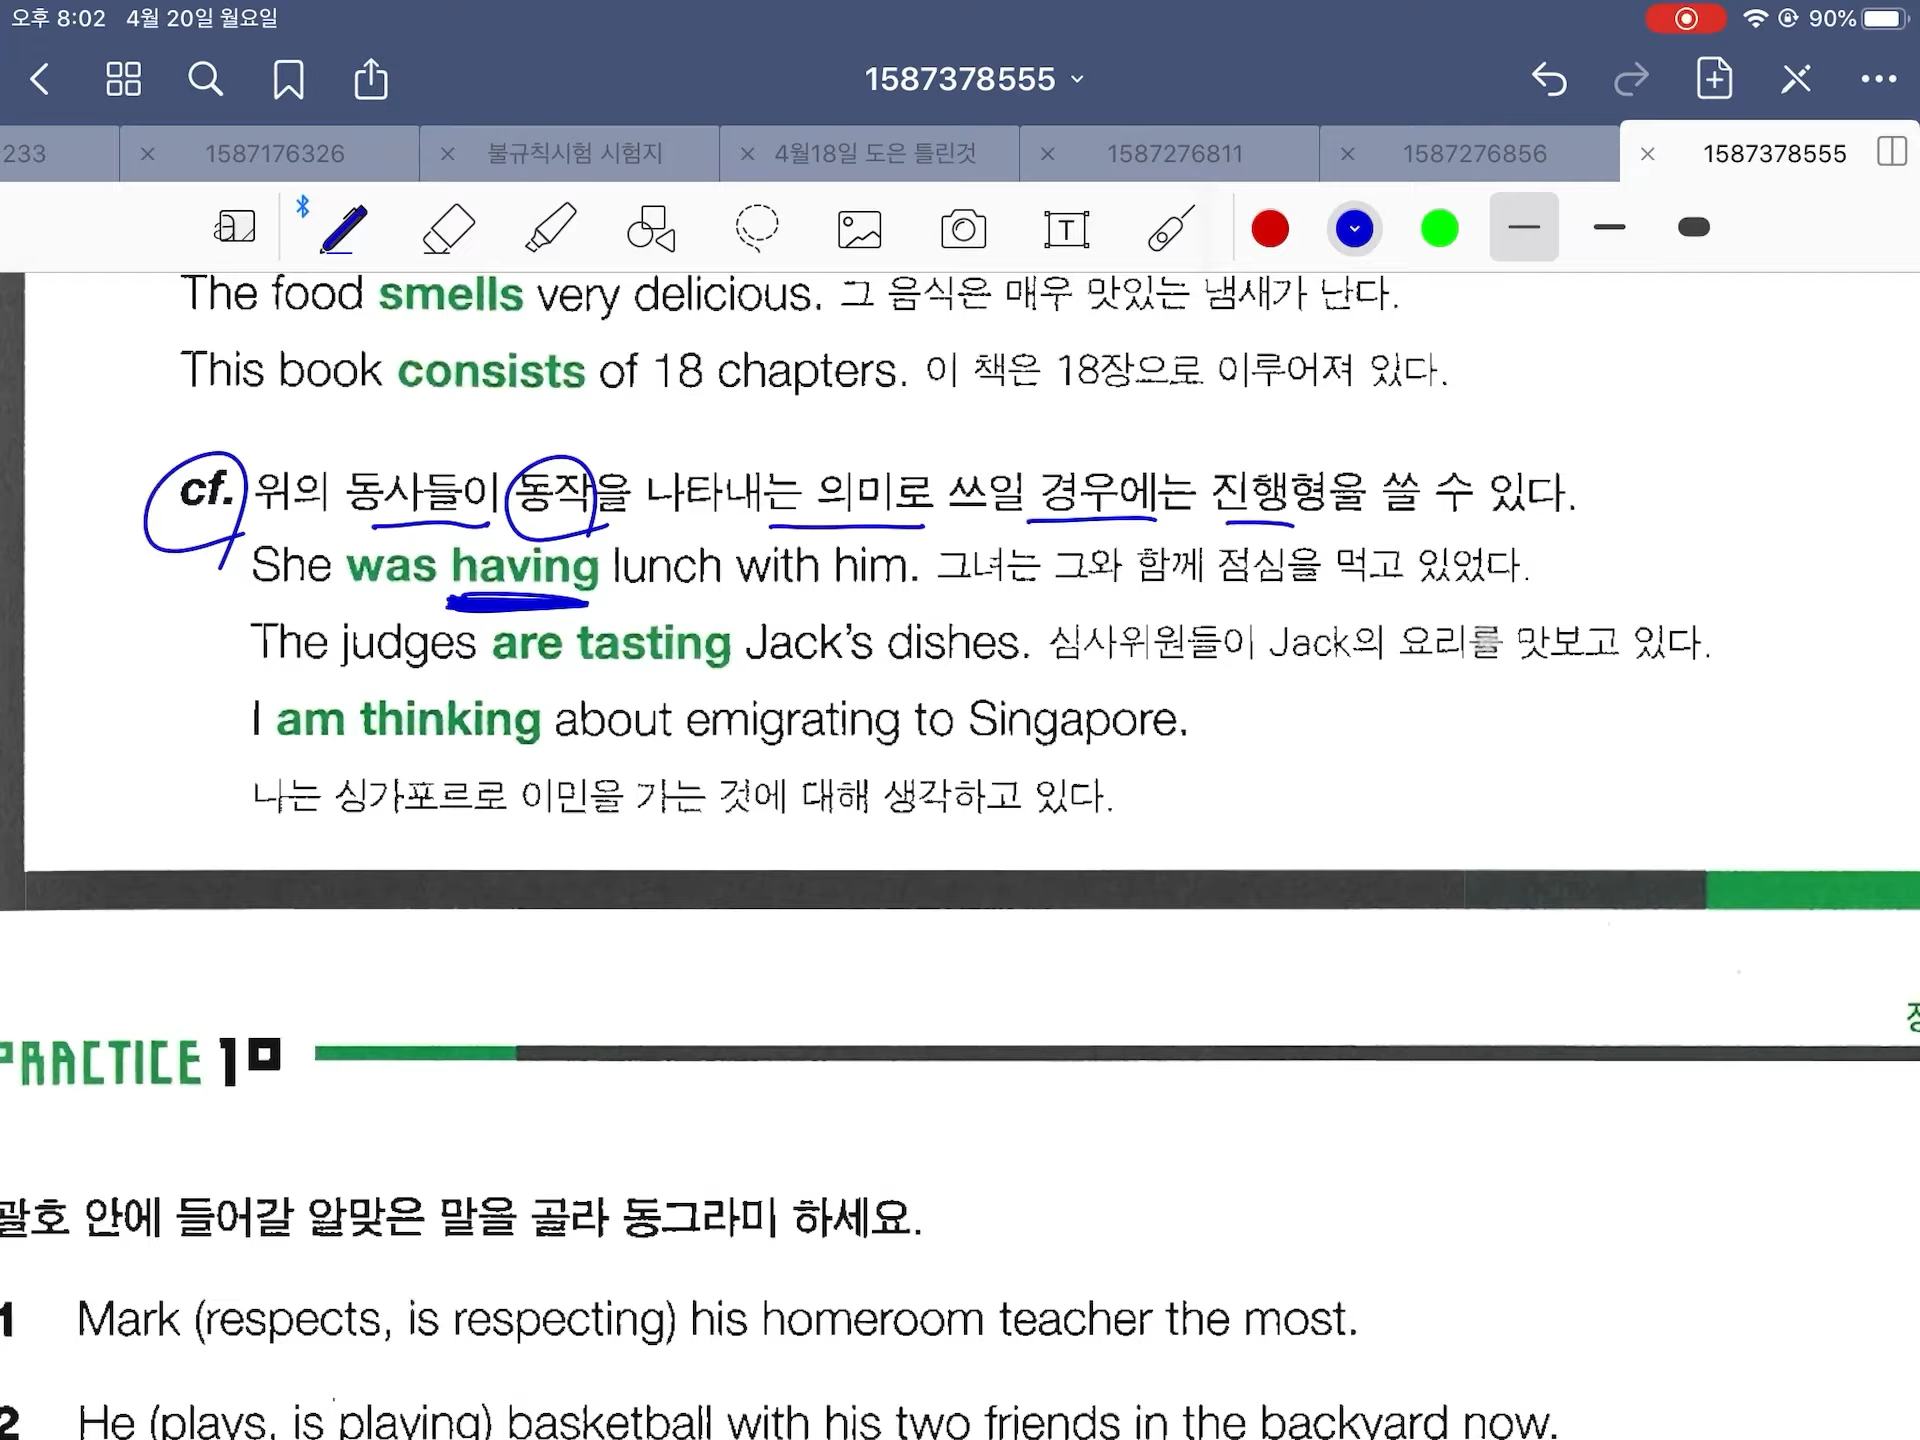 오후 8:02 4월 20일 월요일 90%
1587378555
233 1587176326 불규칙시험 시험지 4월18일 도은 틀린것 1587276811 1587276856 1587378555
The food smells very delicious. 그 음식은 매우 맛있는 냄새가 난다.
This book consists of 18 chapters. 이 책은 18장으로 이루어져 있다.
cf. 위의 동사들이 동작을 나타내는 의미로 쓰일 경우에는 진행형을 쓸 수 있다.
She was having lunch with him. 그녀는 그와 함께 점심을 먹고 있었다.
The judges are tasting Jack's dishes. 심사위원들이 Jack의 요리를 맛보고 있다.
I am thinking about emigrating to Singapore.
나는 싱가포르로 이민을 가는 것에 대해 생각하고 있다.
PRACTICE 10
괄호 안에 들어갈 알맞은 말을 골라 동그라미 하세요.
1 Mark (respects, is respecting) his homeroom teacher the most.
2 He (plays, is playing) basketball with his two friends in the backyard now.